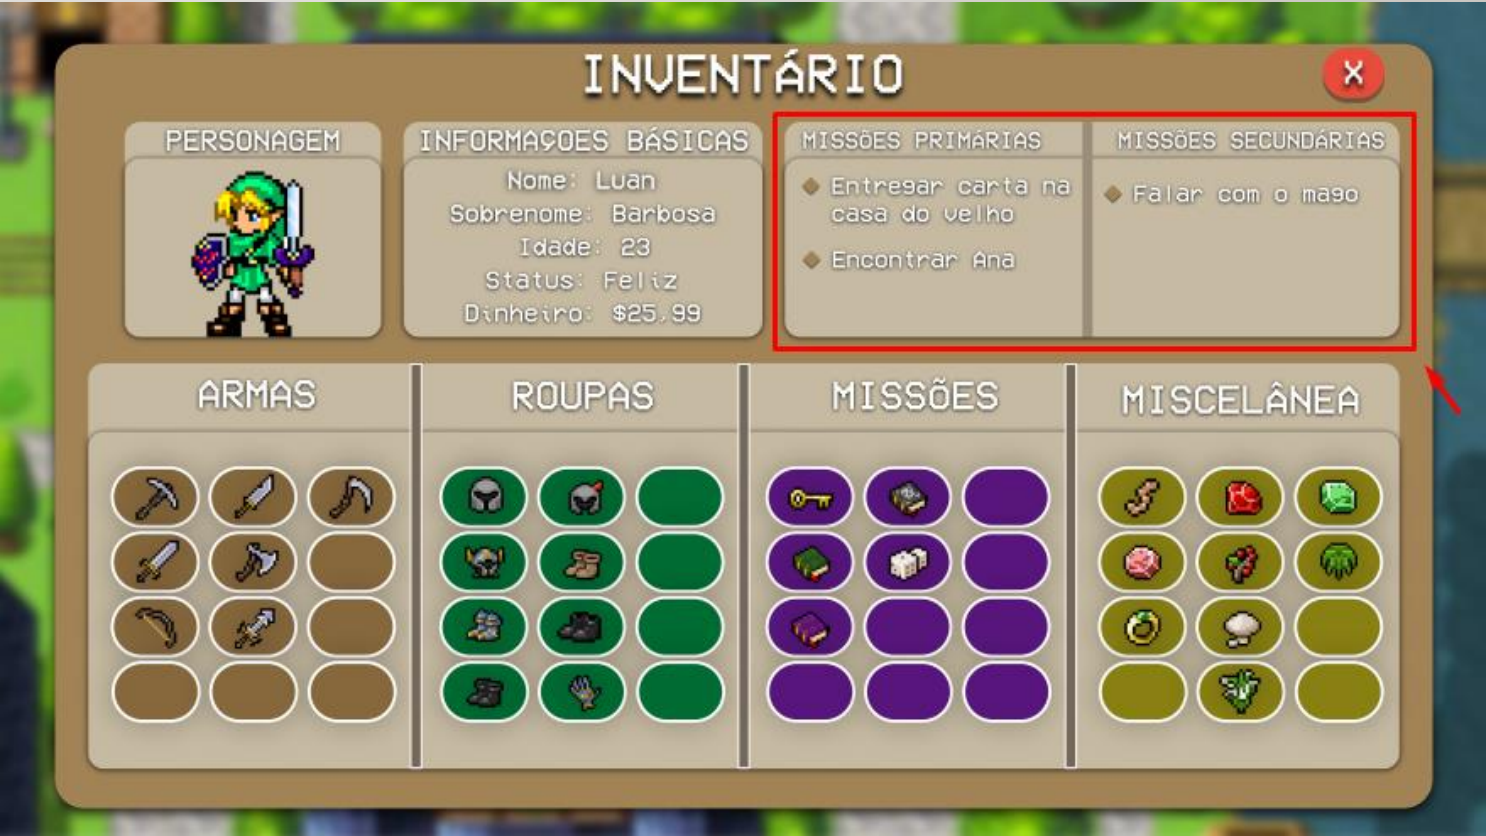 INVENTÁRIO
X
PERSONAGEM
INFORMAÇOES BÁSICAS
Nome: Luan
Sobrenome: Barbosa
Idade: 23
Status: Feliz
Dinheiro: $25,99
MISSÕES PRIMÁRIAS
Entregar carta na
casa do velho
Encontrar Ana
MISSÕES SECUNDÁRIAS
Falar com o mago
ARMAS
ROUPAS
MISSÕES
MISCELÂNEA